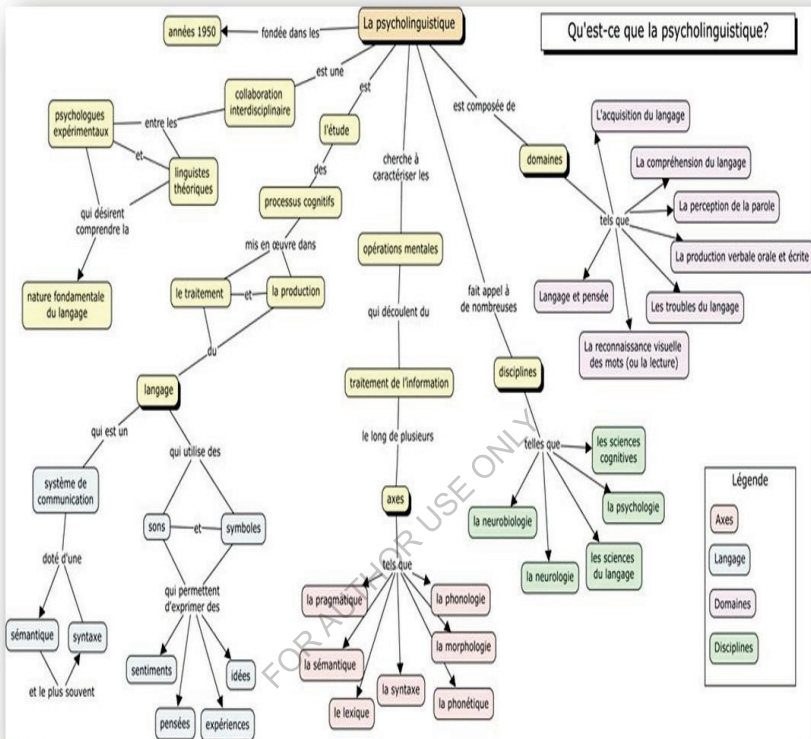 La psycholinguistique
Qu'est-ce que la psycholinguistique?
fondée dans les
années 1950
est une
collaboration
interdisciplinaire
entre les
psychologues
expérimentaux
et
linguistes
théoriques
qui désirent
comprendre la
nature fondamentale
du langage
est
l'étude
des
processus cognitifs
mis en œuvre dans
le traitement
et
la production
du
langage
qui est un
système de
communication
doté d'une
sémantique
syntaxe
et le plus souvent
qui utilise des
sons
et
symboles
qui permettent
d'exprimer des
sentiments
pensées
expériences
idées
cherche à
caractériser les
opérations mentales
qui découlent du
traitement de l'information
le long de plusieurs
axes
tels que
la pragmatique
la sémantique
le lexique
la syntaxe
la phonétique
la morphologie
la phonologie
fait appel à
de nombreuses
disciplines
telles que
les sciences
cognitives
la psychologie
les sciences
du langage
la neurologie
la neurobiologie
est composée de
domaines
tels que
L'acquisition du langage
La compréhension du langage
La perception de la parole
La production verbale orale et écrite
Les troubles du langage
La reconnaissance visuelle
des mots (ou la lecture)
Langage et pensée
Légende
Axes
Langage
Domaines
Disciplines
FOR AUTHOR USE ONLY